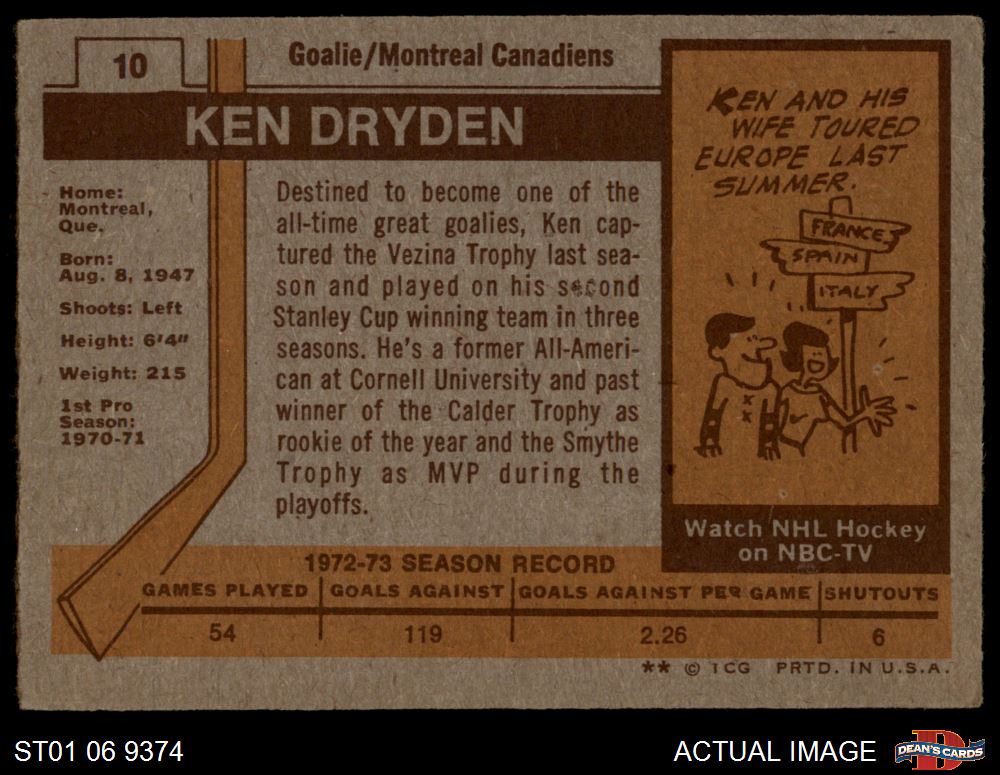 10
Goalie/Montreal Canadiens
KEN DRYDEN
Home:
Montreal,
Que.
Born:
Aug. 8, 1947
Shoots: Left
Height: 6'4"
Weight: 215
1st Pro
Season:
1970-71
Destined to become one of the
all-time great goalies, Ken cap-
tured the Vezina Trophy last sea-
son and played on his second
Stanley Cup winning team in three
seasons. He's a former All-Ameri-
can at Cornell University and past
winner of the Calder Trophy as
rookie of the year and the Smythe
Trophy as MVP during the
playoffs.
KEN AND HIS
WIFE TOURED
EUROPE LAST
SUMMER.
FRANCE
SPAIN
ITALY
Watch NHL Hockey
on NBC-TV
1972-73 SEASON RECORD
GAMES PLAYED GOALS AGAINST GOALS AGAINST PER GAME SHUTOUTS
54 119 2.26 6
** © TCG PRTD. IN U.S.A.
ST01 06 9374
ACTUAL IMAGE
D
DEAN'S CARDS